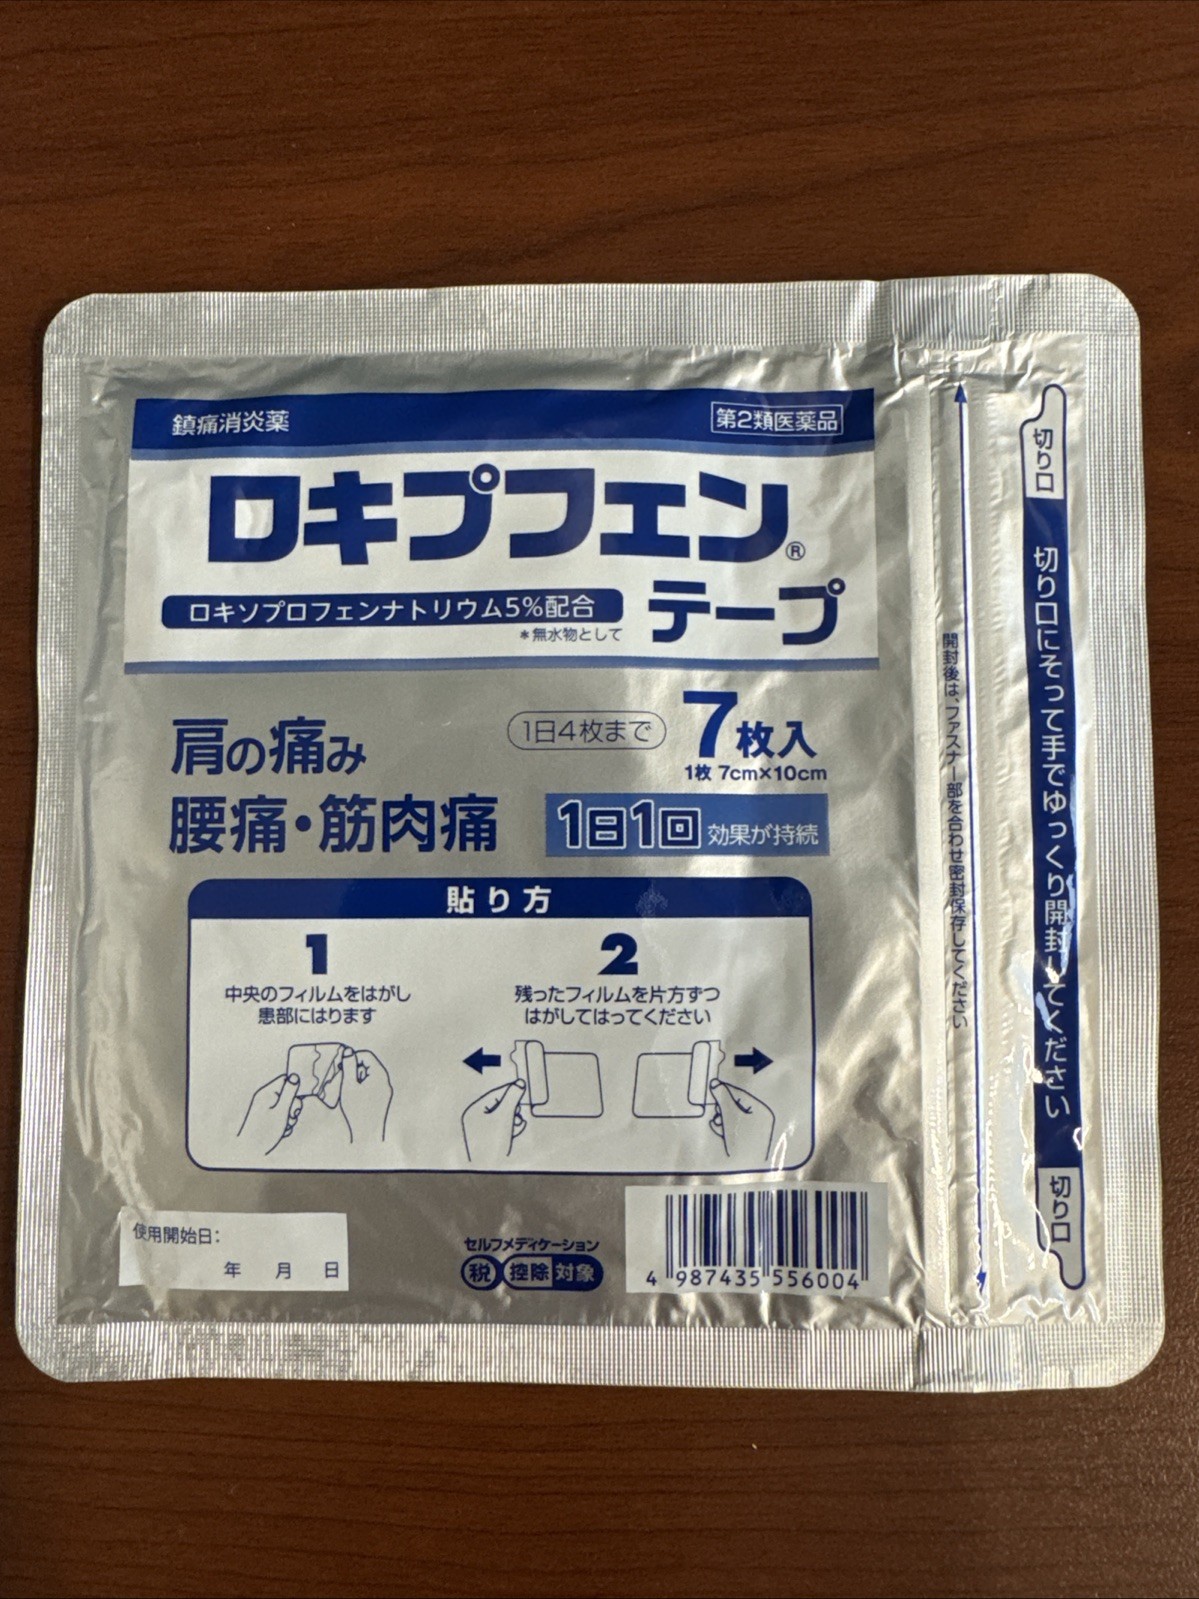 鎮痛消炎薬
第2類医薬品
ロキプフェン®
テープ
ロキソプロフェンナトリウム5%配合
*無水物として
肩の痛み
腰痛・筋肉痛
1日4枚まで
7枚入
1枚 7cm×10cm
1日1回 効果が持続
貼り方
1
中央のフィルムをはがし
患部にはります
2
残ったフィルムを片方ずつ
はがしてはってください
使用開始日:
年 月 日
セルフメディケーション
税 控除 対象
4 987435 556004
開封後は、ファスナー部を合わせ密封保存してください
切り口
切り口にそって手でゆっくり開封してください
切り口